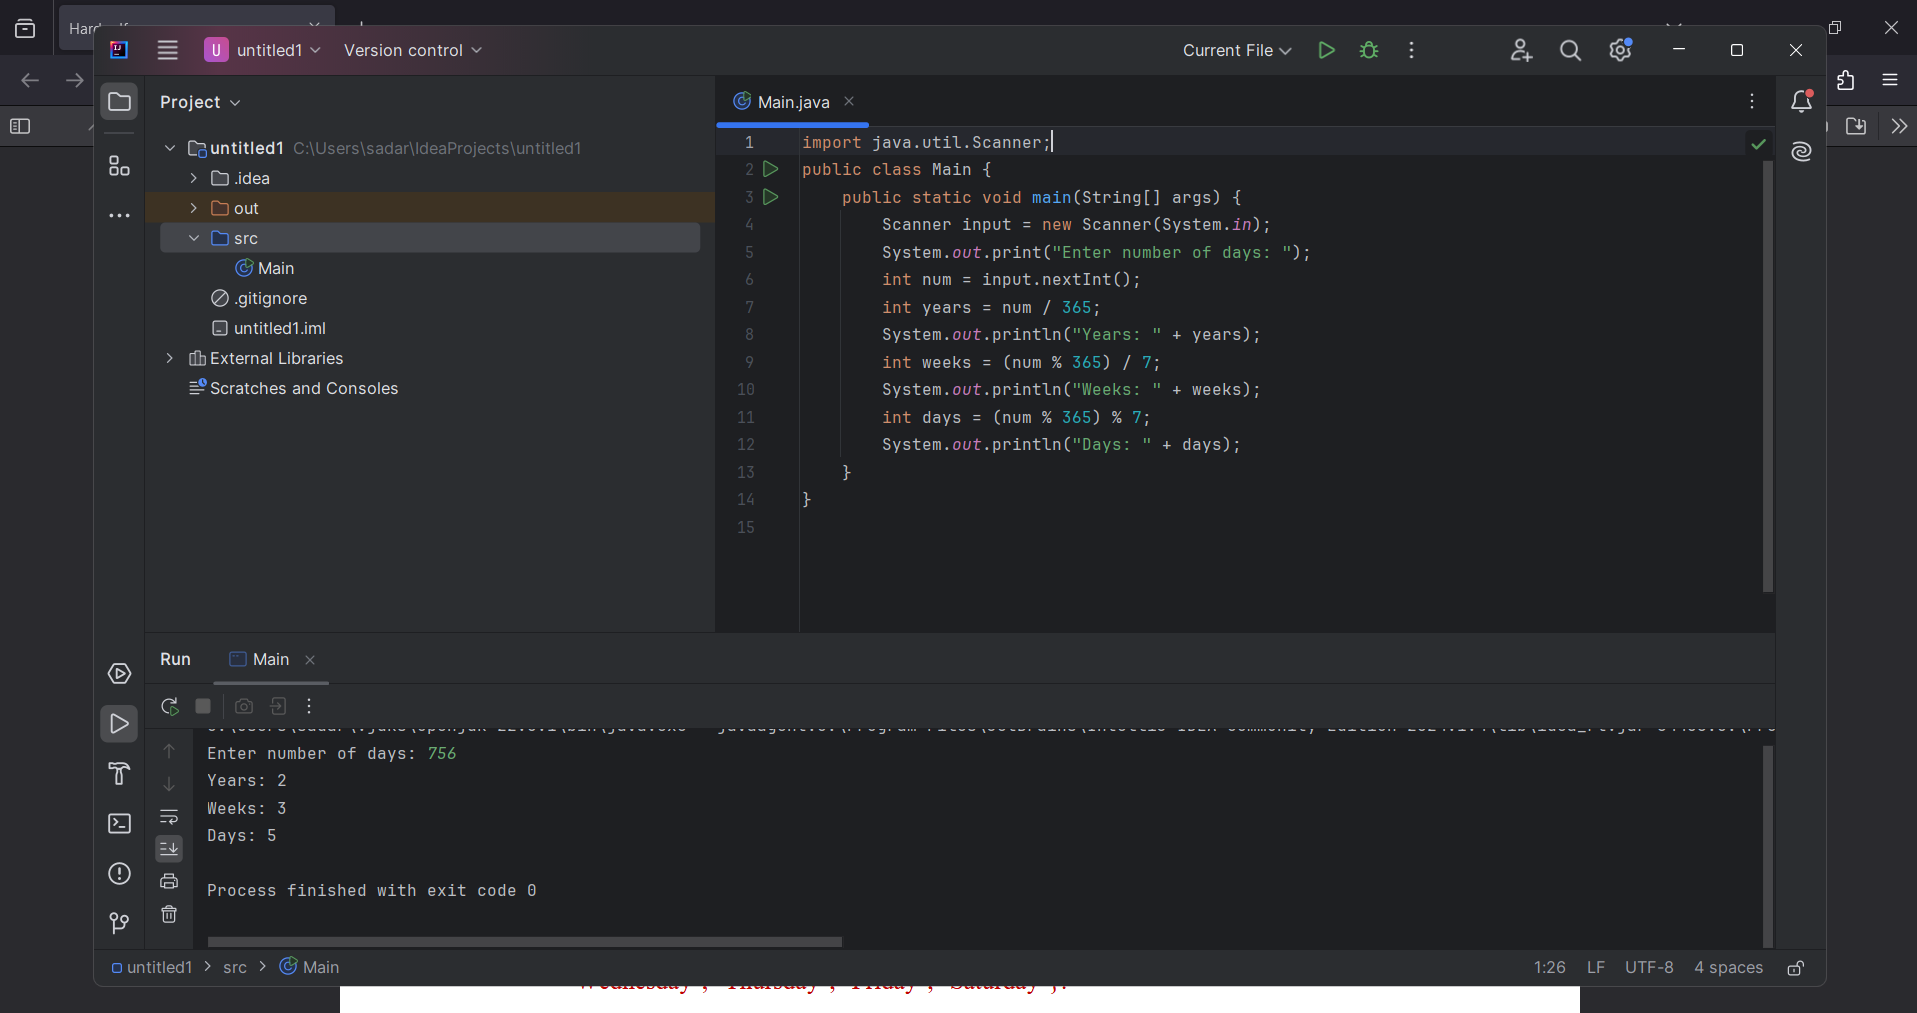 Hard
U untitled1 Version control Current File
Project
Main.java
untitled1 C:\Users\sadar\IdeaProjects\untitled1
.idea
out
src
Main
.gitignore
untitled1.iml
External Libraries
Scratches and Consoles
1 import java.util.Scanner;
2 public class Main {
3 public static void main(String[] args) {
4 Scanner input = new Scanner(System.in);
5 System.out.print("Enter number of days: ");
6 int num = input.nextInt();
7 int years = num / 365;
8 System.out.println("Years: " + years);
9 int weeks = (num % 365) / 7;
10 System.out.println("Weeks: " + weeks);
11 int days = (num % 365) % 7;
12 System.out.println("Days: " + days);
13 }
14 }
15
Run Main
Enter number of days: 756
Years: 2
Weeks: 3
Days: 5
Process finished with exit code 0
untitled1 > src > Main 1:26 LF UTF-8 4 spaces
"Wednesday", "Thursday", "Friday", "Saturday"};